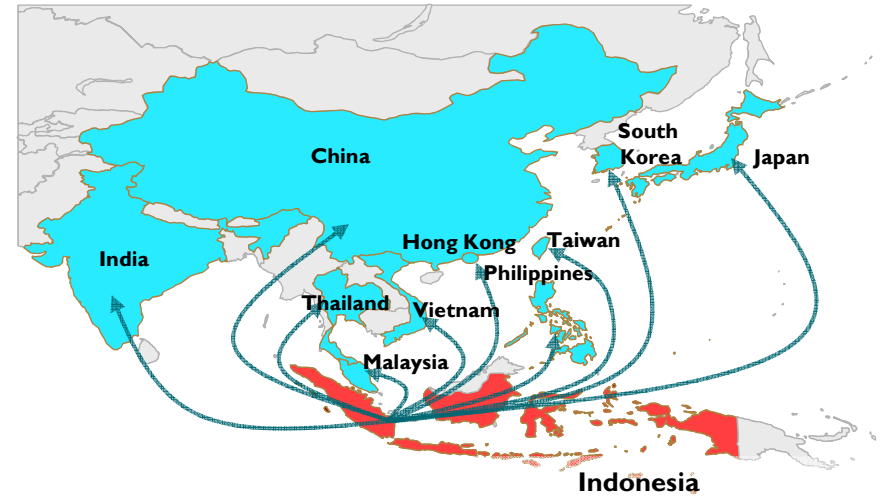 South
Korea
Japan
China
Hong Kong
Taiwan
India
Philippines
Thailand
Vietnam
Malaysia
Indonesia